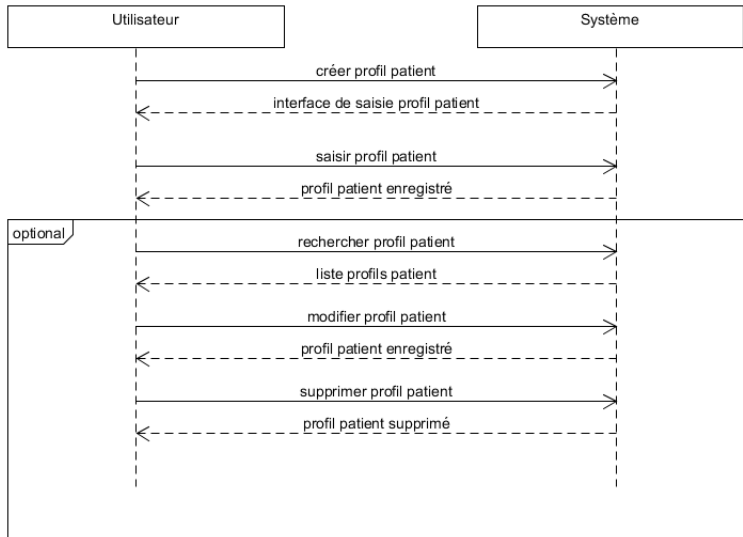 Utilisateur
Système
créer profil patient
interface de saisie profil patient
saisir profil patient
profil patient enregistré
optional
rechercher profil patient
liste profils patient
modifier profil patient
profil patient enregistré
supprimer profil patient
profil patient supprimé